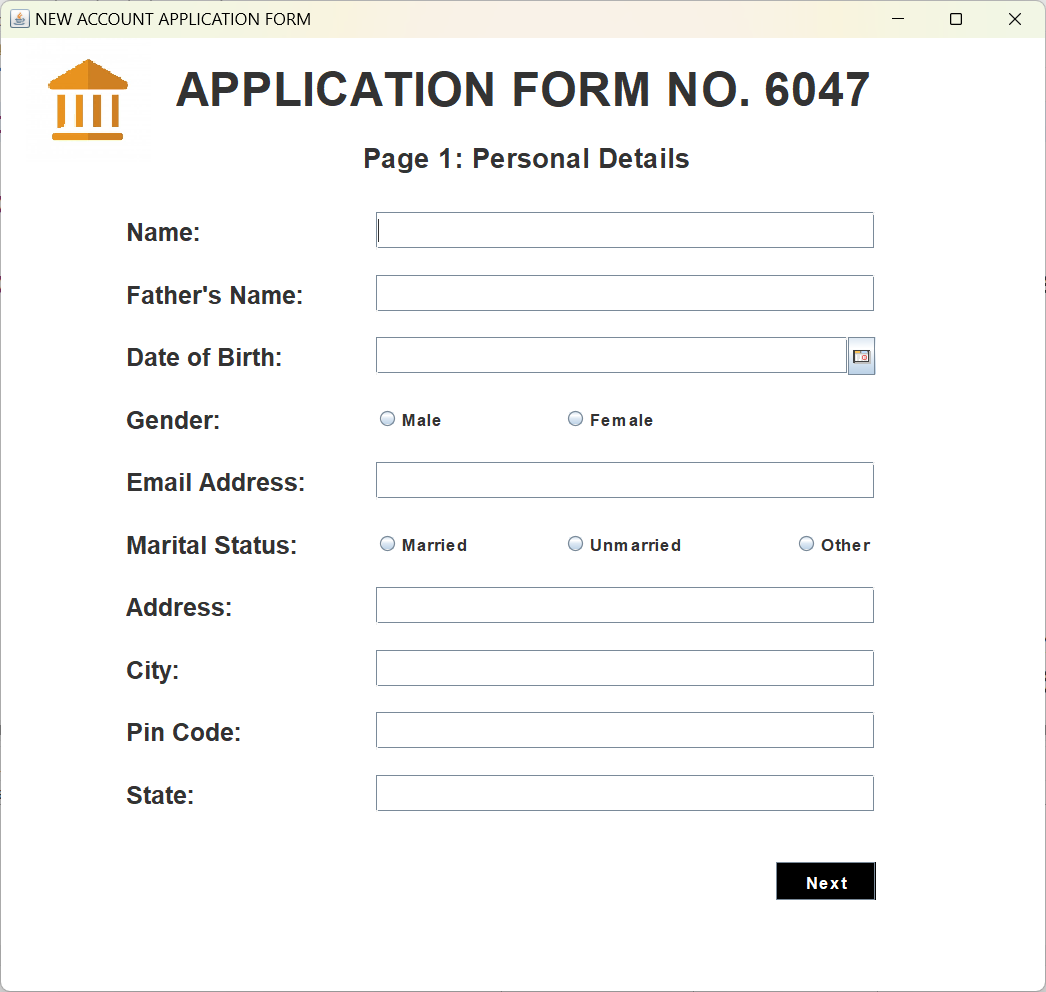 NEW ACCOUNT APPLICATION FORM
APPLICATION FORM NO. 6047
Page 1: Personal Details
Name:
Father's Name:
Date of Birth:
Gender: Male Female
Email Address:
Marital Status: Married Unmarried Other
Address:
City:
Pin Code:
State:
Next